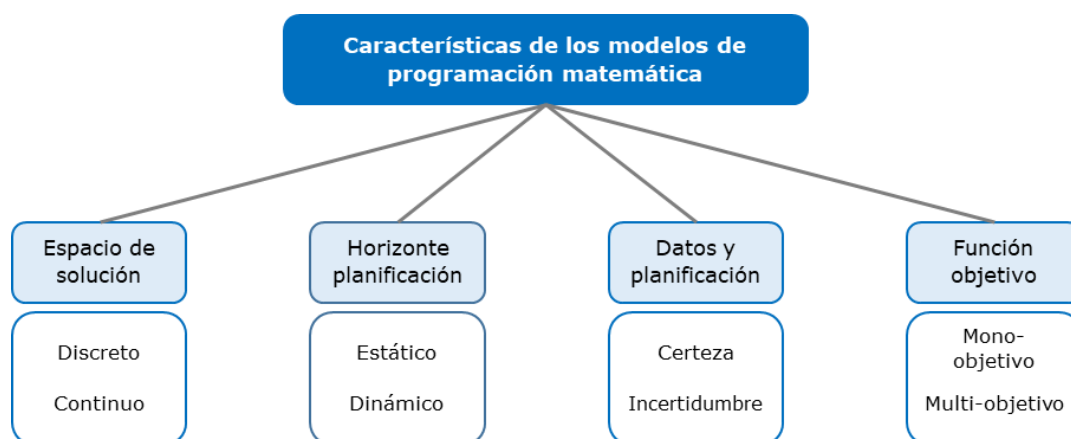 Características de los modelos de
programación matemática
Espacio de
solución
Discreto
Continuo
Horizonte
planificación
Estático
Dinámico
Datos y
planificación
Certeza
Incertidumbre
Función
objetivo
Mono-
objetivo
Multi-objetivo